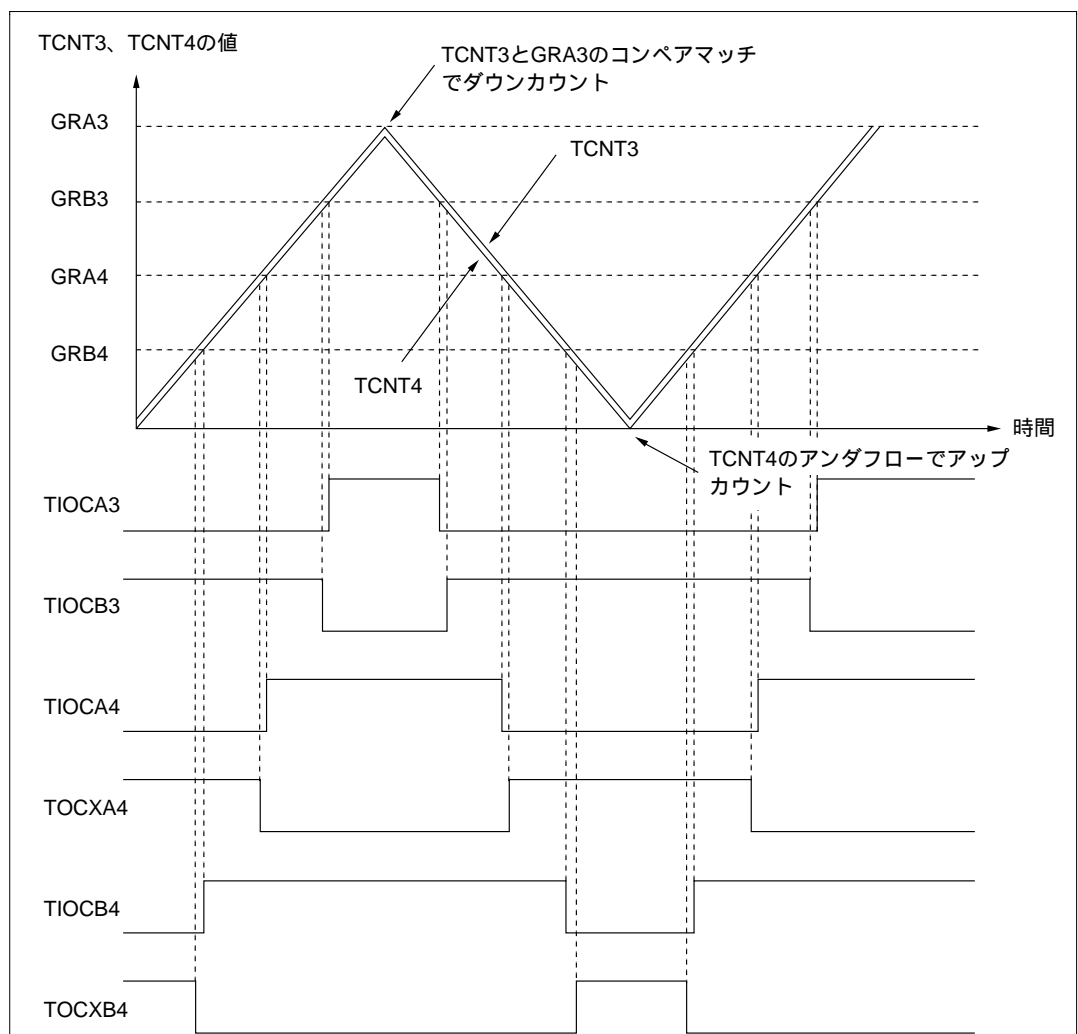 TCNT3、TCNT4の値
TCNT3とGRA3のコンペアマッチ
でダウンカウント
GRA3
TCNT3
GRB3
GRA4
GRB4
TCNT4
時間
TCNT4のアンダフローでアップ
カウント
TIOCA3
TIOCB3
TIOCA4
TOCXA4
TIOCB4
TOCXB4